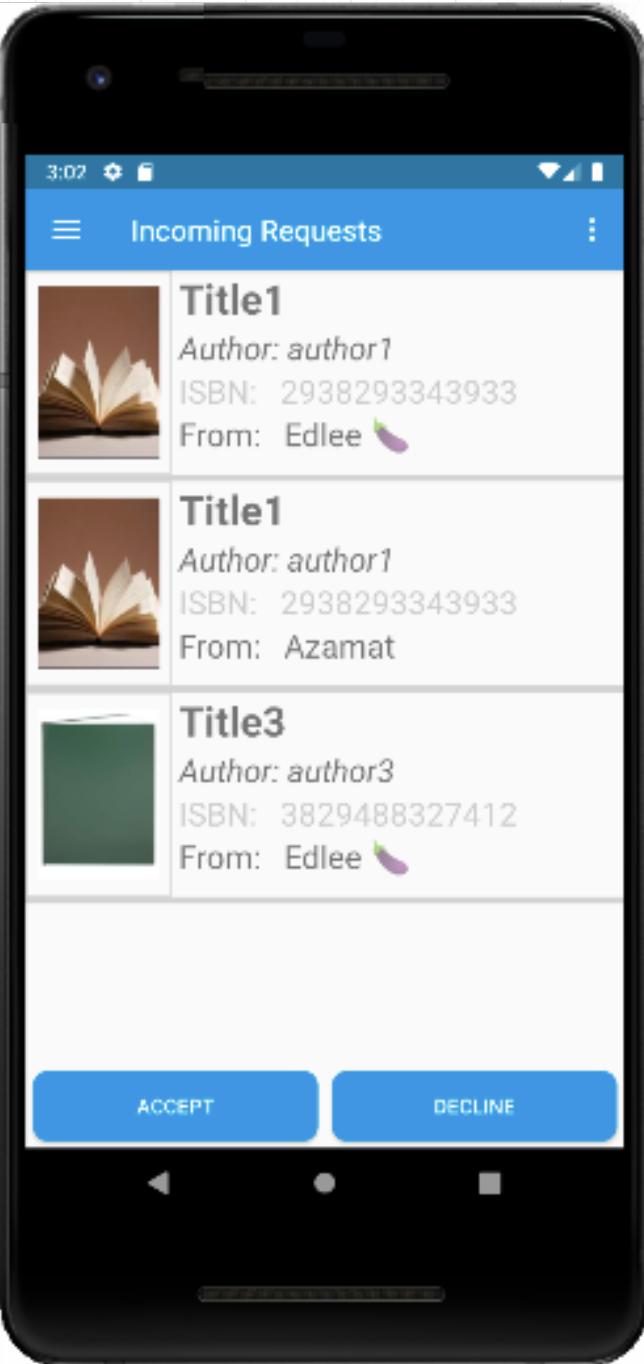 3:02
Incoming Requests
Title1
Author: author1
ISBN: 2938293343933
From: Edlee 🍆
Title1
Author: author1
ISBN: 2938293343933
From: Azamat
Title3
Author: author3
ISBN: 3829488327412
From: Edlee 🍆
ACCEPT DECLINE